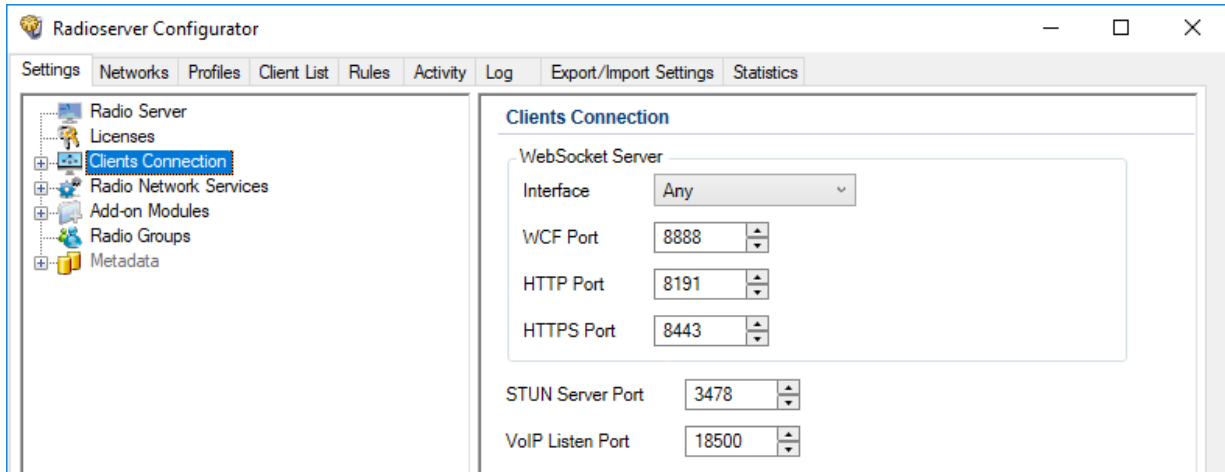 Radioserver Configurator
Settings Networks Profiles Client List Rules Activity Log Export/Import Settings Statistics
Radio Server
Licenses
Clients Connection
Radio Network Services
Add-on Modules
Radio Groups
Metadata
Clients Connection
WebSocket Server
Interface Any
WCF Port 8888
HTTP Port 8191
HTTPS Port 8443
STUN Server Port 3478
VoIP Listen Port 18500